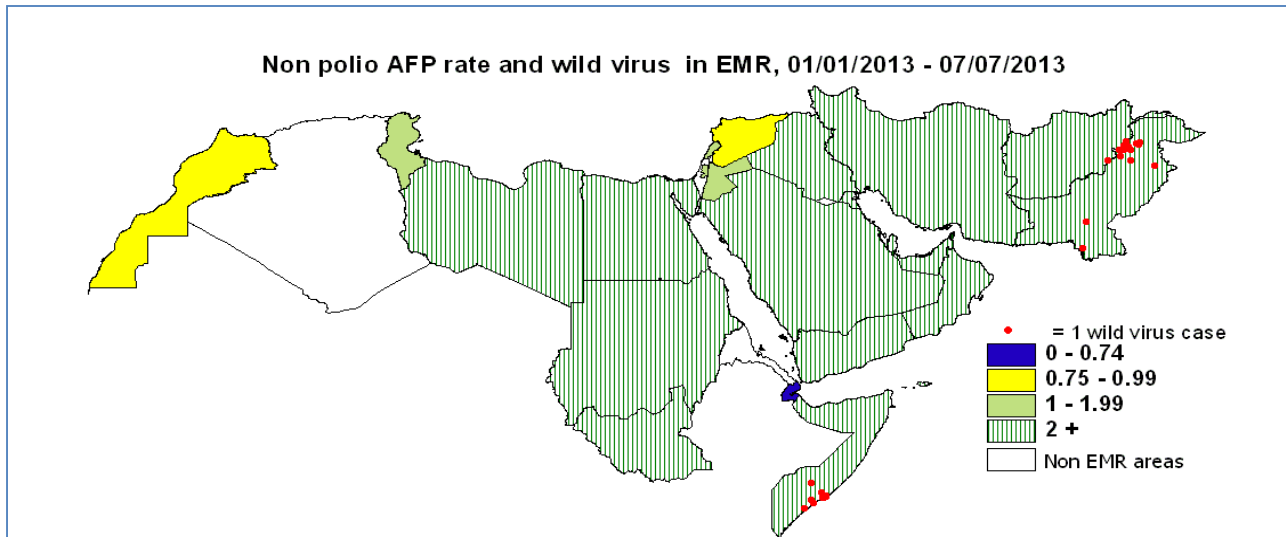 Non polio AFP rate and wild virus in EMR, 01/01/2013 - 07/07/2013
= 1 wild virus case
0 - 0.74
0.75 - 0.99
1 - 1.99
2 +
Non EMR areas